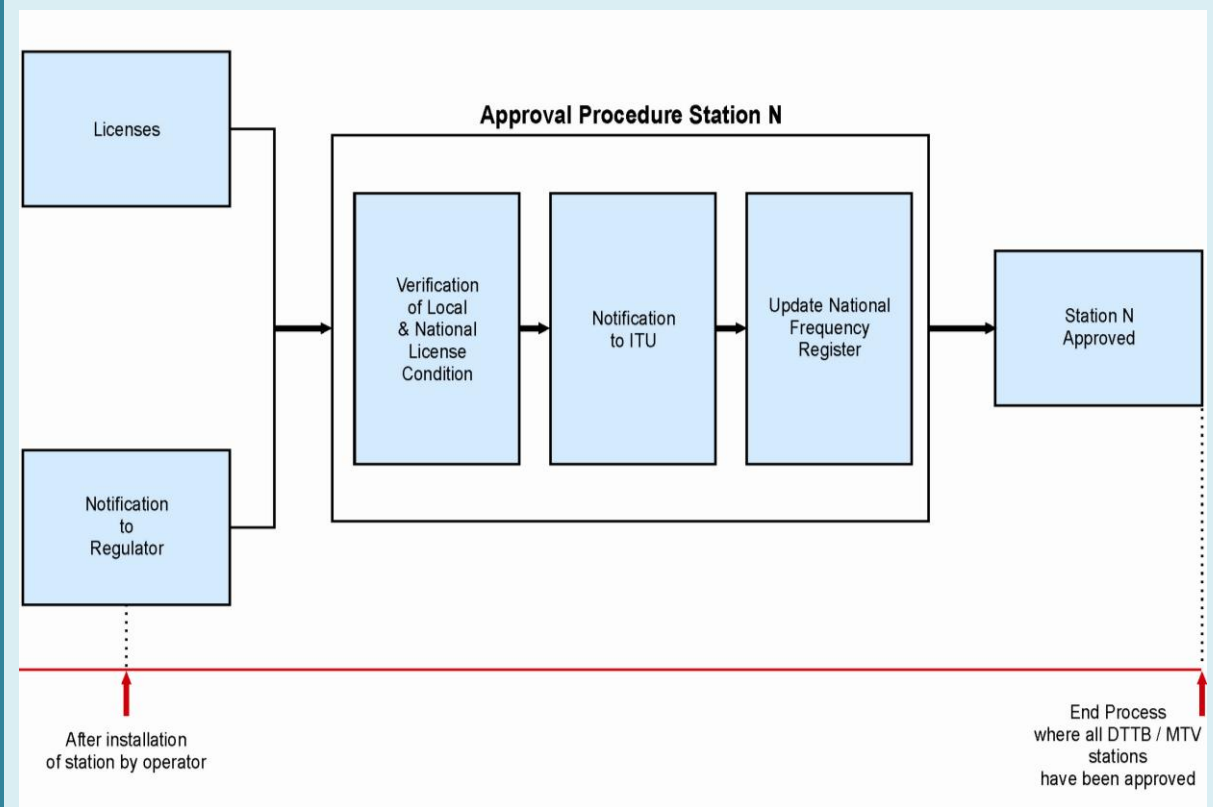 Licenses
Approval Procedure Station N
Verification
of Local
& National
License
Condition
Notification
to ITU
Update National
Frequency
Register
Station N
Approved
Notification
to
Regulator
After installation
of station by operator
End Process
where all DTTB / MTV
stations
have been approved